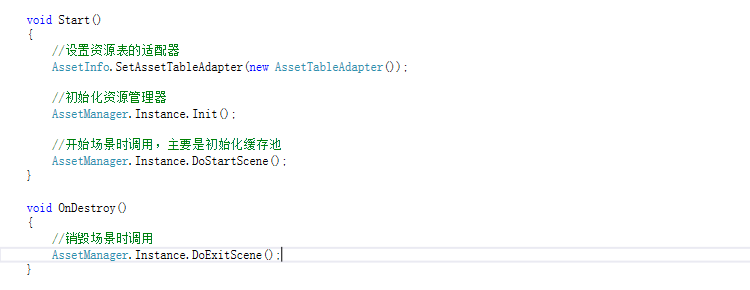 void Start()
{
//设置资源表的适配器
AssetInfo.SetAssetTableAdapter(new AssetTableAdapter());
//初始化资源管理器
AssetManager.Instance.Init();
//开始场景时调用，主要是初始化缓存池
AssetManager.Instance.DoStartScene();
}
void OnDestroy()
{
//销毁场景时调用
AssetManager.Instance.DoExitScene();
}